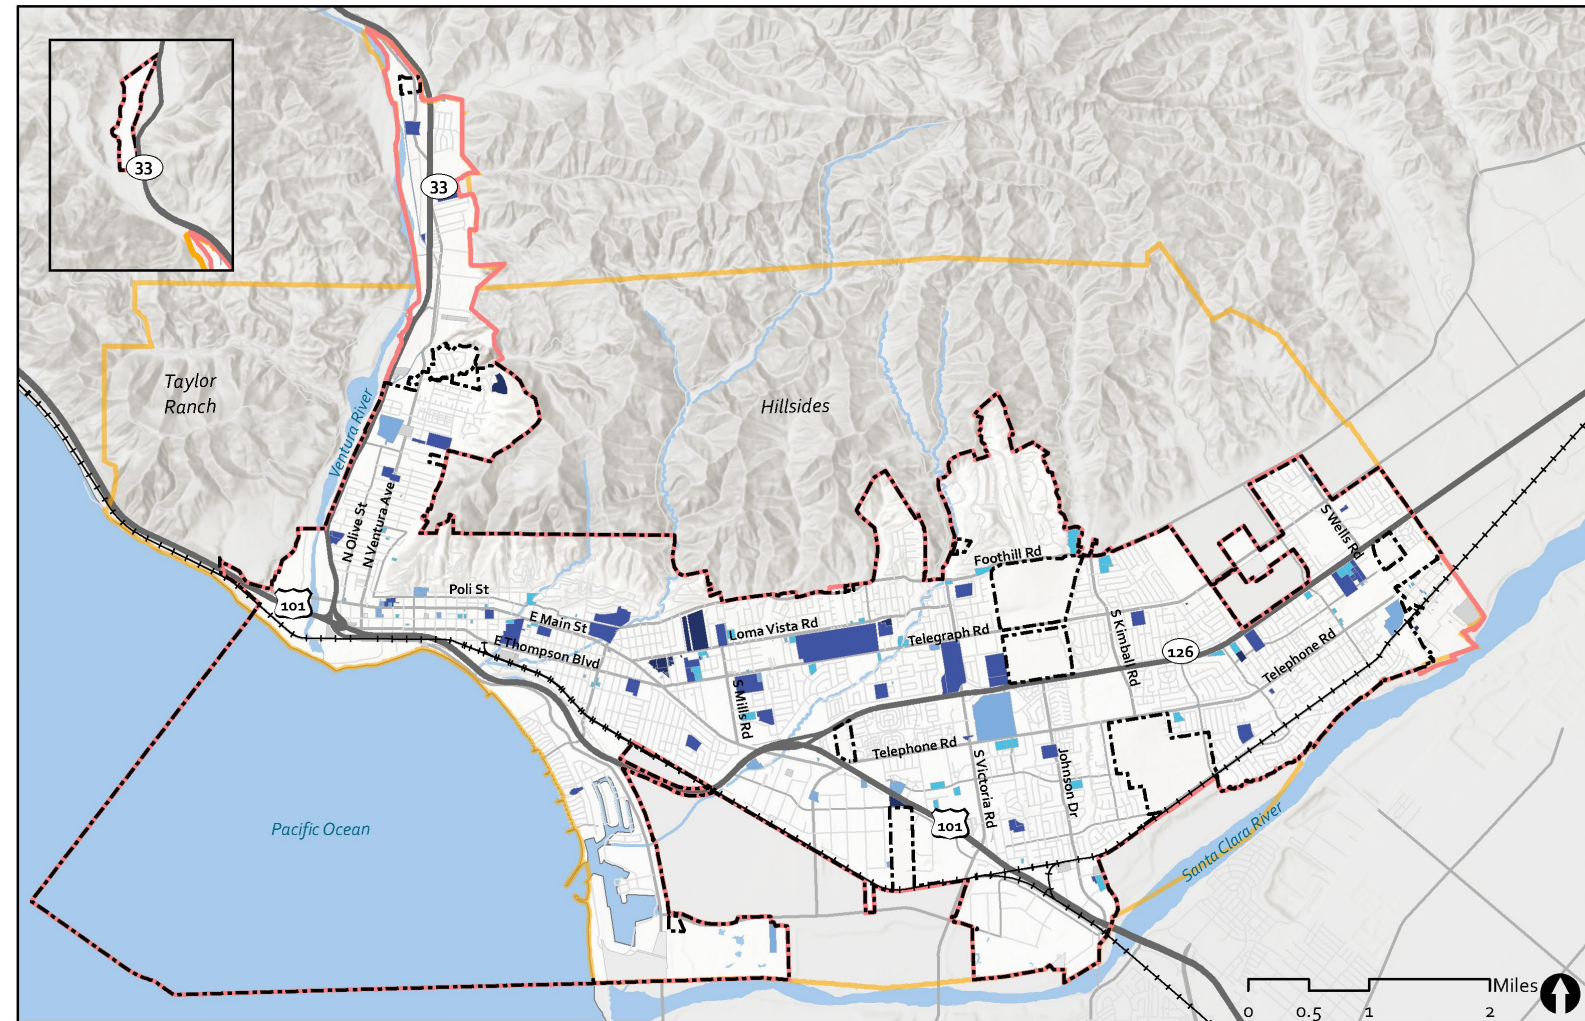 33
33
Taylor
Ranch
Ventura River
Hillsides
N Olive St
N Ventura Ave
Foothill Rd
S Wells Rd
101
Poli St
E Main St
Loma Vista Rd
Telegraph Rd
S Kimball Rd
E Thompson Blvd
126
Telephone Rd
S Mills Rd
Telephone Rd
S Victoria Rd
Johnson Dr
101
Pacific Ocean
Santa Clara River
Miles
0 0.5 1 2